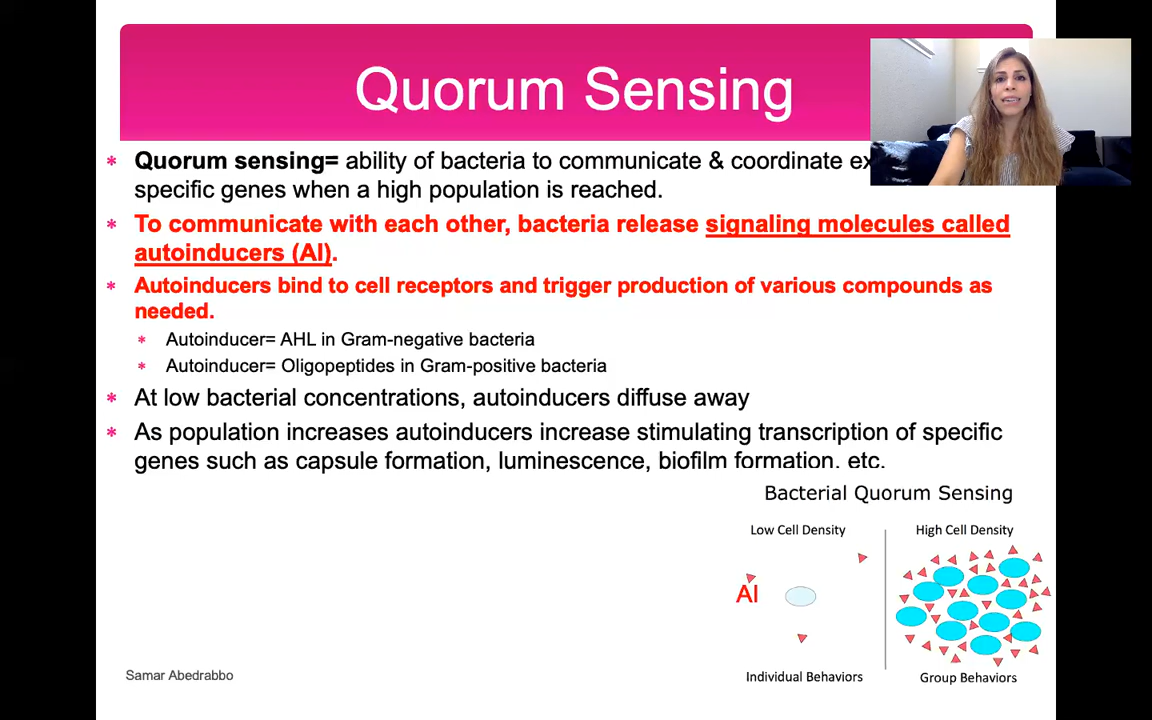 Quorum Sensing
* Quorum sensing= ability of bacteria to communicate & coordinate
specific genes when a high population is reached.
* To communicate with each other, bacteria release signaling molecules called
autoinducers (AI).
* Autoinducers bind to cell receptors and trigger production of various compounds as
needed.
* Autoinducer= AHL in Gram-negative bacteria
* Autoinducer= Oligopeptides in Gram-positive bacteria
* At low bacterial concentrations, autoinducers diffuse away
* As population increases autoinducers increase stimulating transcription of specific
genes such as capsule formation, luminescence, biofilm formation, etc.
Bacterial Quorum Sensing
Low Cell Density
High Cell Density
AI
Individual Behaviors
Group Behaviors
Samar Abedrabbo